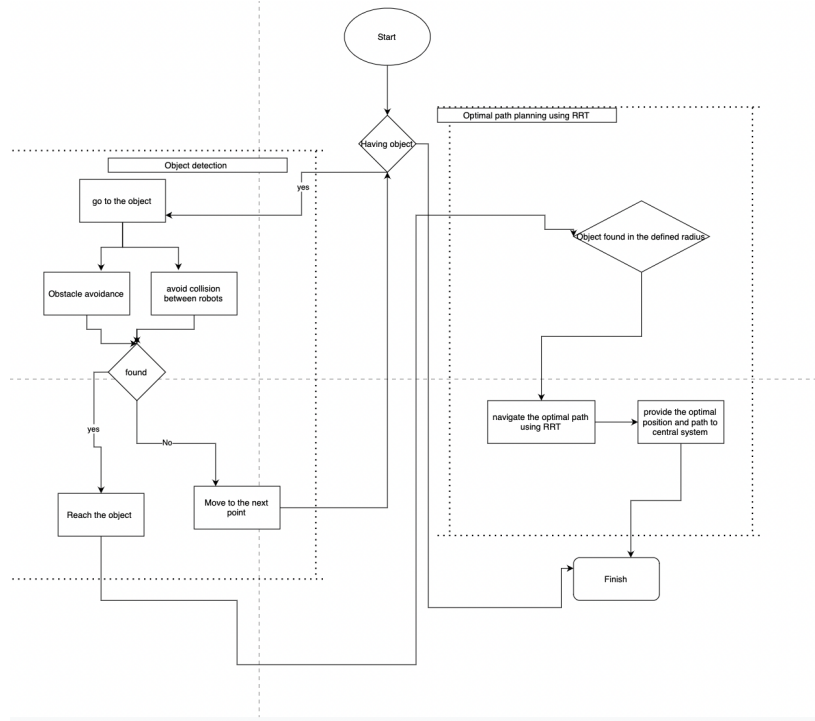 Start
Having object
Optimal path planning using RRT
Object detection
yes
go to the object
Object found in the defined radius
Obstacle avoidance
avoid collision
between robots
found
yes
No
navigate the optimal path
using RRT
provide the optimal
position and path to
central system
Reach the object
Move to the next
point
Finish